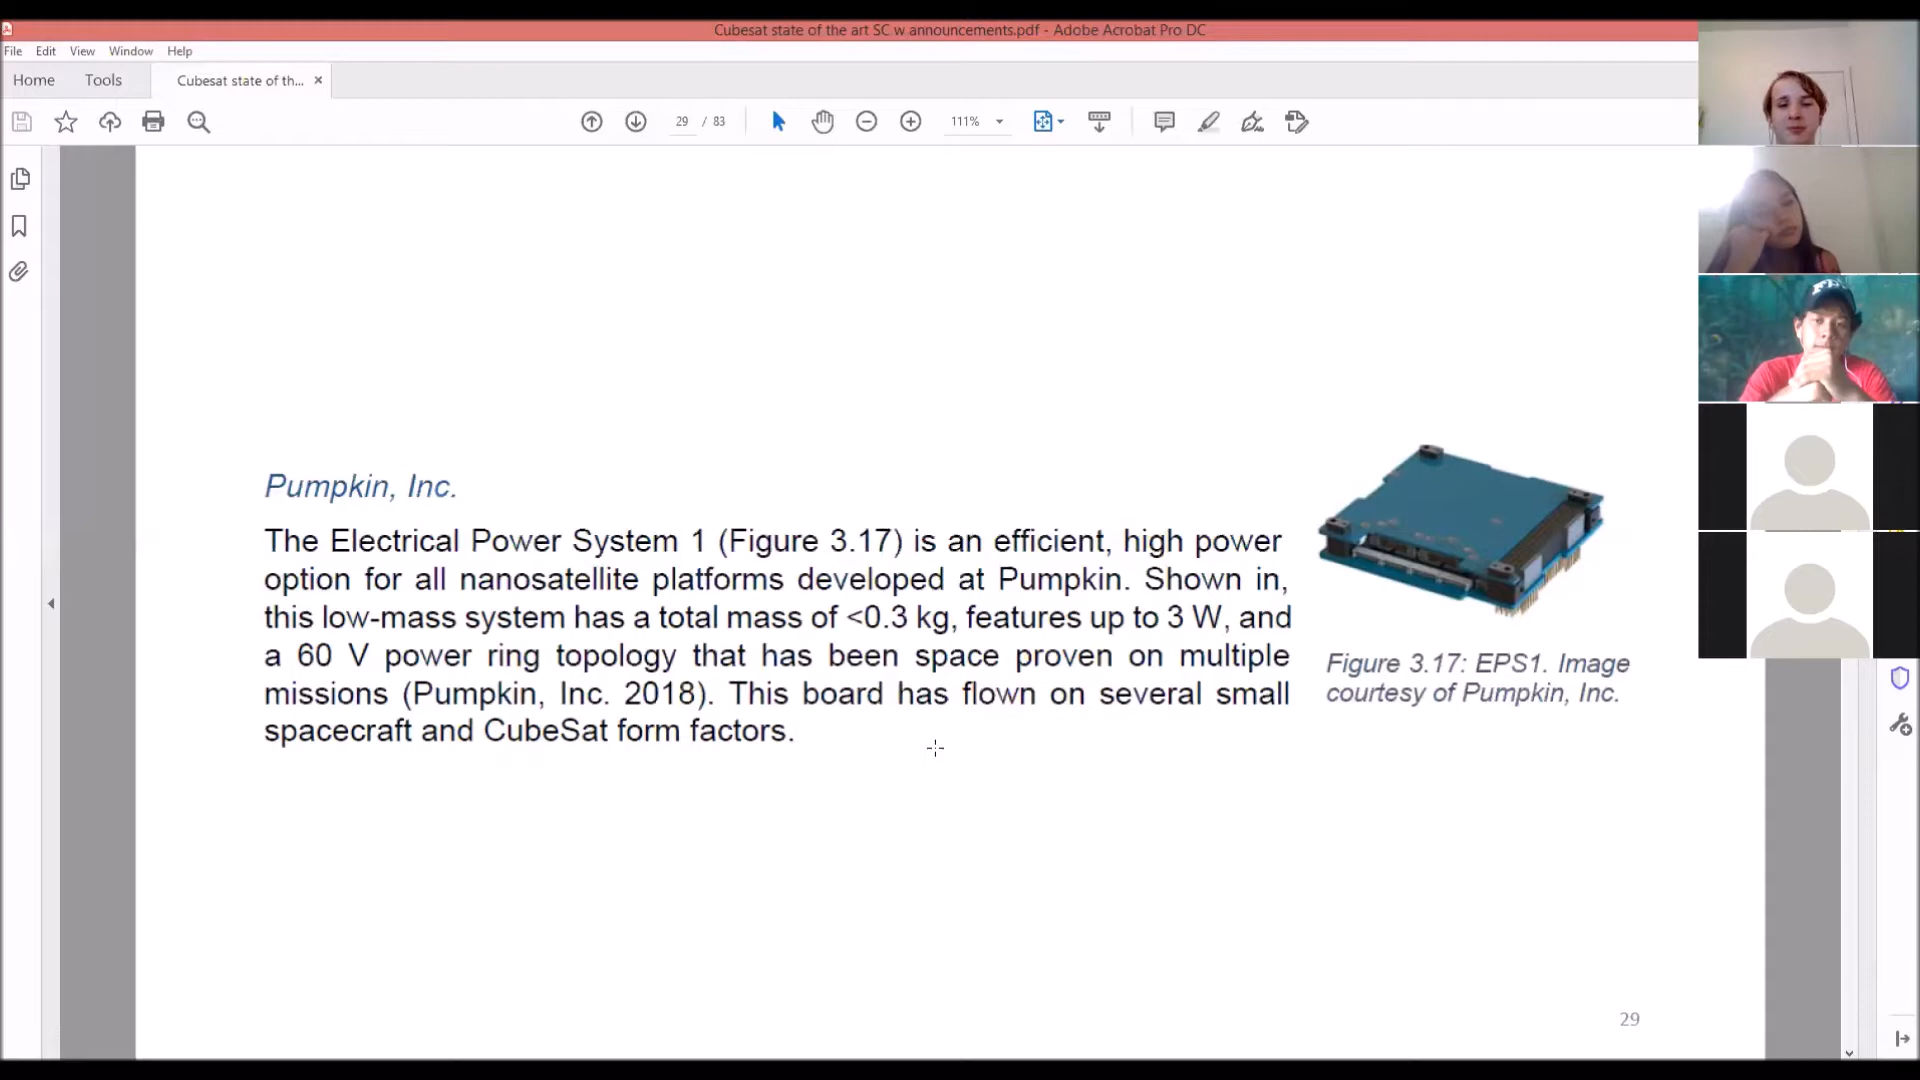 Cubesat state of the art SC w announcements.pdf - Adobe Acrobat Pro DC
File Edit View Window Help
Home Tools Cubesat state of th... ×
29 / 83 111%
Pumpkin, Inc.
The Electrical Power System 1 (Figure 3.17) is an efficient, high power
option for all nanosatellite platforms developed at Pumpkin. Shown in,
this low-mass system has a total mass of <0.3 kg, features up to 3 W, and
a 60 V power ring topology that has been space proven on multiple
missions (Pumpkin, Inc. 2018). This board has flown on several small
spacecraft and CubeSat form factors.
Figure 3.17: EPS1. Image
courtesy of Pumpkin, Inc.
29